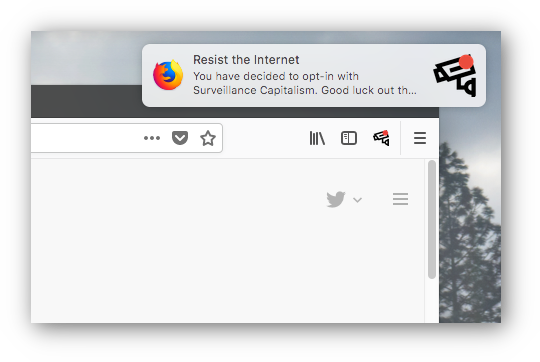 Resist the Internet
You have decided to opt-in with
Surveillance Capitalism. Good luck out th...